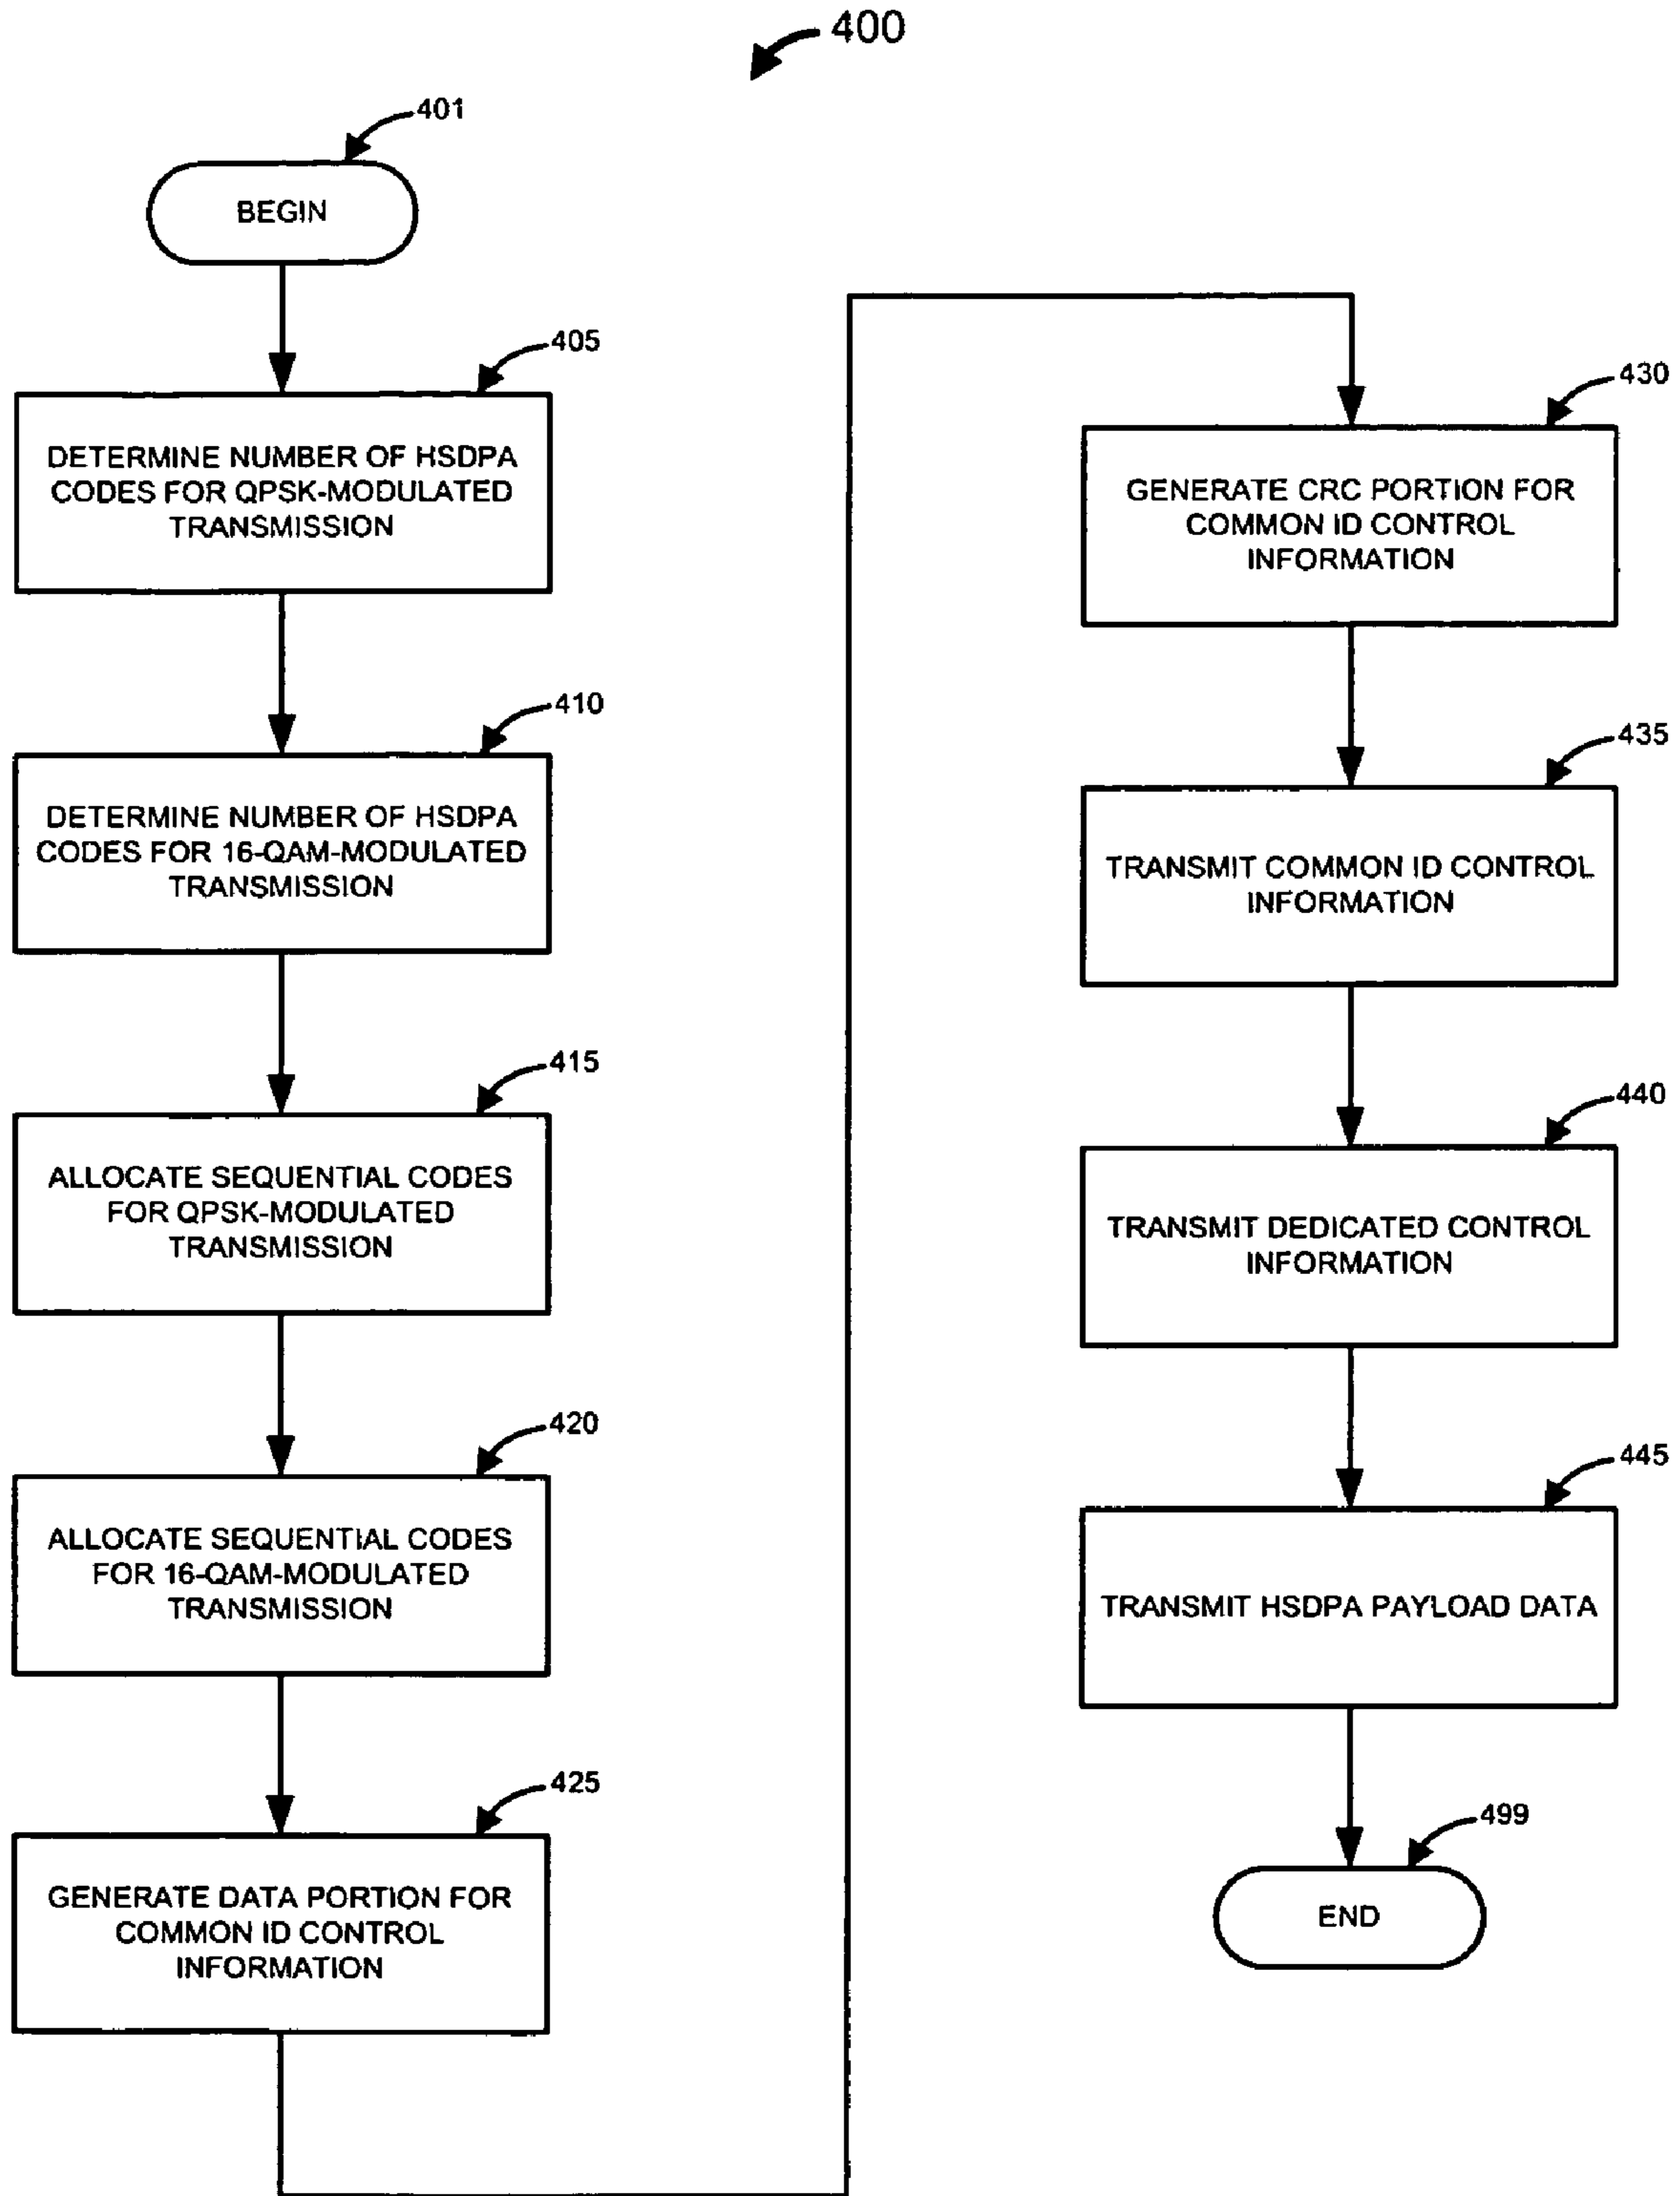 400
401
BEGIN
405
DETERMINE NUMBER OF HSDPA
CODES FOR QPSK-MODULATED
TRANSMISSION
410
DETERMINE NUMBER OF HSDPA
CODES FOR 16-QAM-MODULATED
TRANSMISSION
415
ALLOCATE SEQUENTIAL CODES
FOR QPSK-MODULATED
TRANSMISSION
420
ALLOCATE SEQUENTIAL CODES
FOR 16-QAM-MODULATED
TRANSMISSION
425
GENERATE DATA PORTION FOR
COMMON ID CONTROL
INFORMATION
430
GENERATE CRC PORTION FOR
COMMON ID CONTROL
INFORMATION
435
TRANSMIT COMMON ID CONTROL
INFORMATION
440
TRANSMIT DEDICATED CONTROL
INFORMATION
445
TRANSMIT HSDPA PAYLOAD DATA
499
END